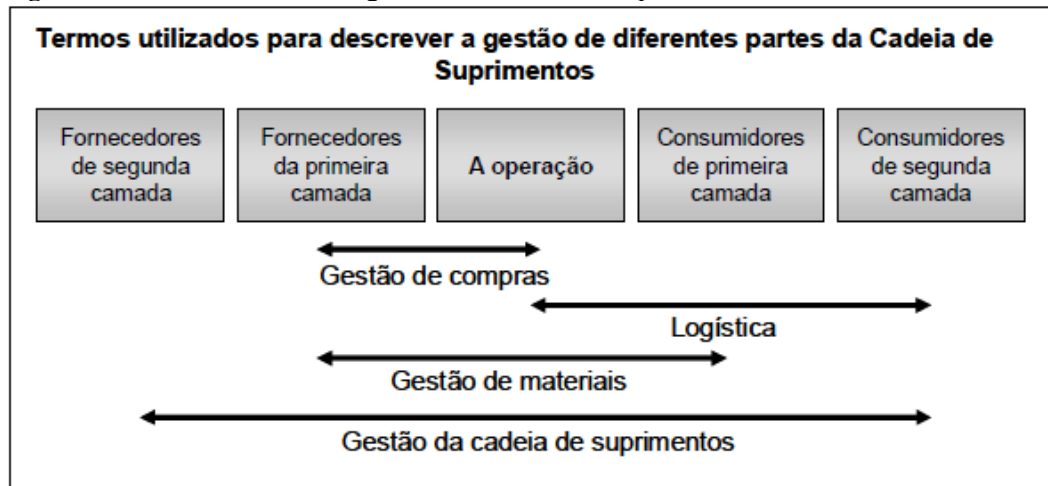 Termos utilizados para descrever a gestão de diferentes partes da Cadeia de
Suprimentos
Fornecedores
de segunda
camada
Fornecedores
da primeira
camada
A operação
Consumidores
de primeira
camada
Consumidores
de segunda
camada
Gestão de compras
Logística
Gestão de materiais
Gestão da cadeia de suprimentos